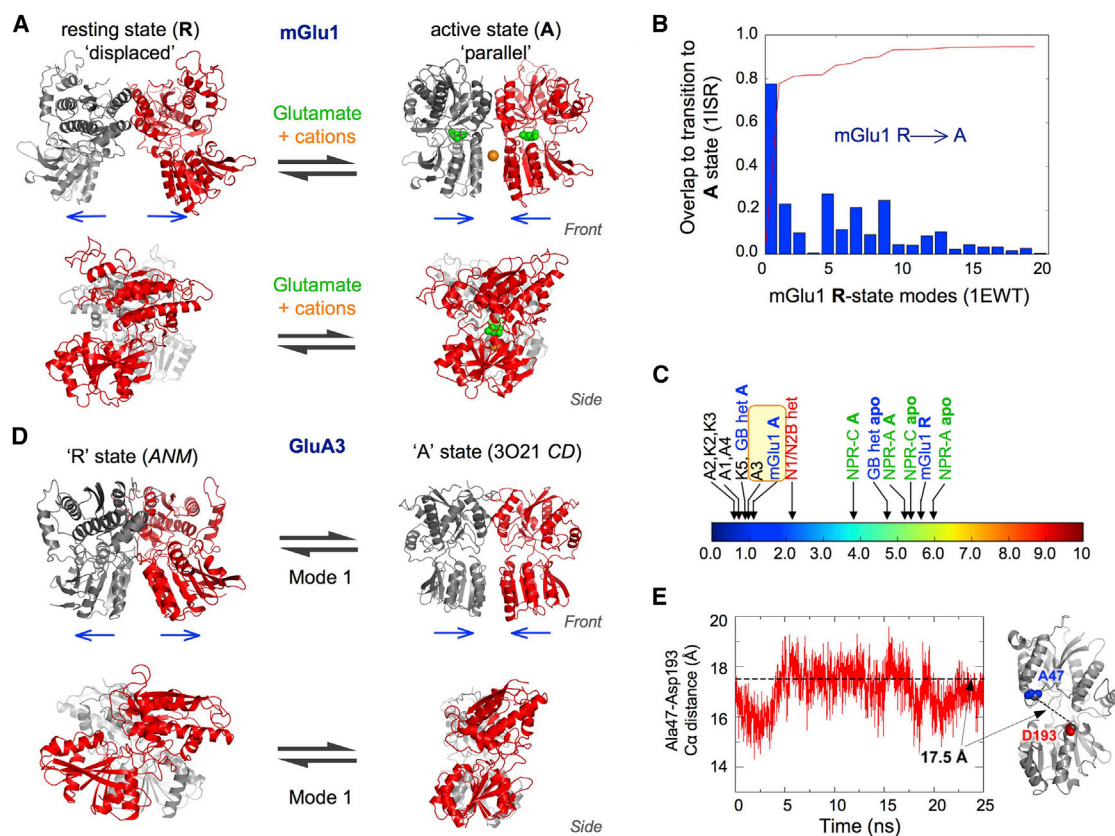 A
resting state (R)
'displaced'
mGlu1
active state (A)
'parallel'
Glutamate
+ cations
Front
Glutamate
+ cations
Side
B
Overlap to transition to
A state (1ISR)
1.0
0.8
0.6
0.4
0.2
0.0
mGlu1 R → A
0
5
10
15
20
mGlu1 R-state modes (1EWT)
C
A2,K2,K3
A1,A4
K5,
GB het A
A3
mGlu1 A
N1/N2B het
NPR-C A
GB het apo
NPR-A A
NPR-C apo
mGlu1 R
NPR-A apo
0.0 1.0 2.0 3.0 4.0 5.0 6.0 7.0 8.0 9.0 10
D
'R' state (ANM)
GluA3
'A' state (3O21 CD)
Mode 1
Front
Mode 1
Side
E
Ala47-Asp193
Cα distance (Å)
20
18
16
14
17.5 Å
0
5
10
15
20
25
Time (ns)
A47
D193